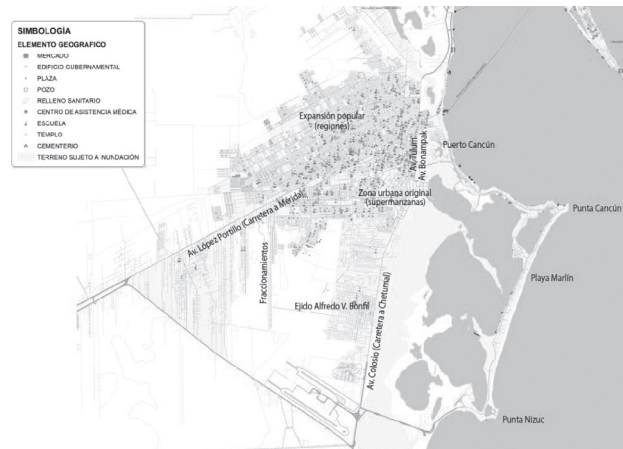 SIMBOLOGÍA
ELEMENTO GEOGRAFICO
MERCADO
EDIFICIO GUBERNAMENTAL
PLAZA
POZO
RELLENO SANITARIO
CENTRO DE ASISTENCIA MÉDICA
ESCUELA
TEMPLO
CEMENTERIO
TERRENO SUJETO A INUNDACIÓN
Expansión popular
(regiones)
Av. Tulum
Av. Bonampak
Puerto Cancún
Zona urbana original
(súpermanzanas)
Punta Cancún
Av. López Portillo (Carretera a Mérida)
Fraccionamientos
Playa Marlín
Ejido Alfredo V. Bonfil
Av. Colosio (Carretera a Chetumal)
Punta Nizuc